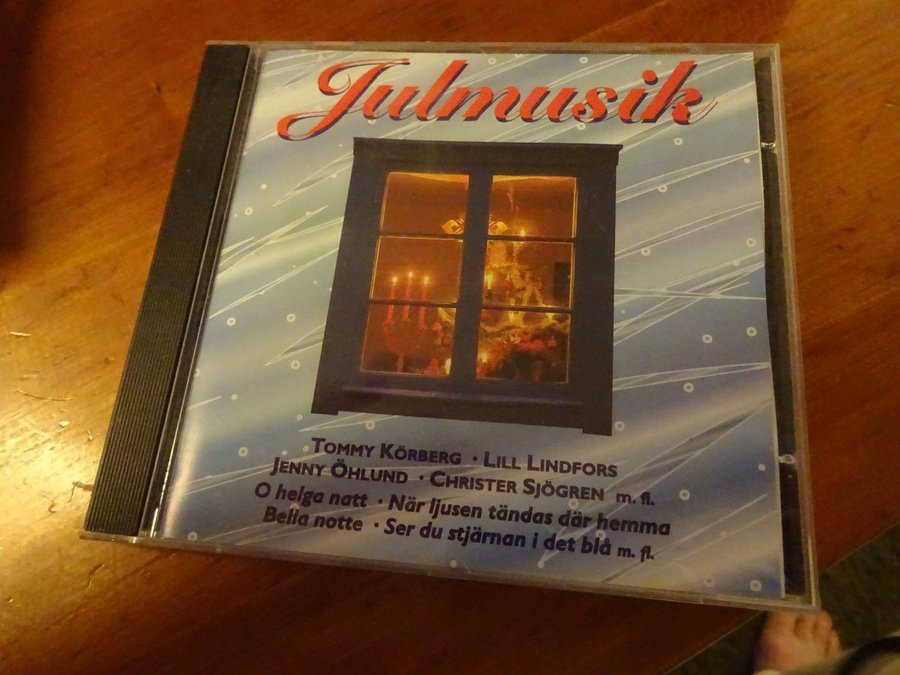 Julmusik
TOMMY KÖRBERG · LILL LINDFORS
JENNY ÖHLUND · CHRISTER SJÖGREN m. fl.
O helga natt · När ljusen tändas där hemma
Bella notte · Ser du stjärnan i det blå m. fl.